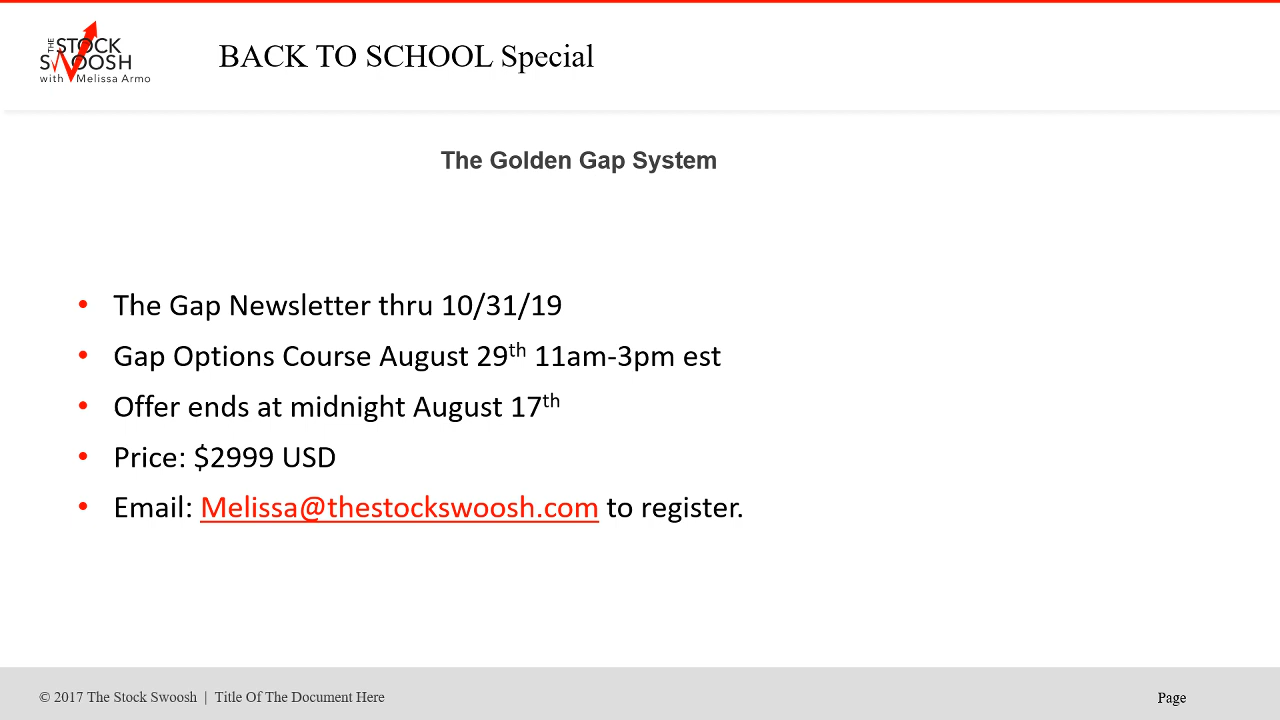 THE STOCK
SWOOSH
with Melissa Armo
BACK TO SCHOOL Special
The Golden Gap System
• The Gap Newsletter thru 10/31/19
• Gap Options Course August 29th 11am-3pm est
• Offer ends at midnight August 17th
• Price: $2999 USD
• Email: Melissa@thestockswoosh.com to register.
© 2017 The Stock Swoosh | Title Of The Document Here
Page